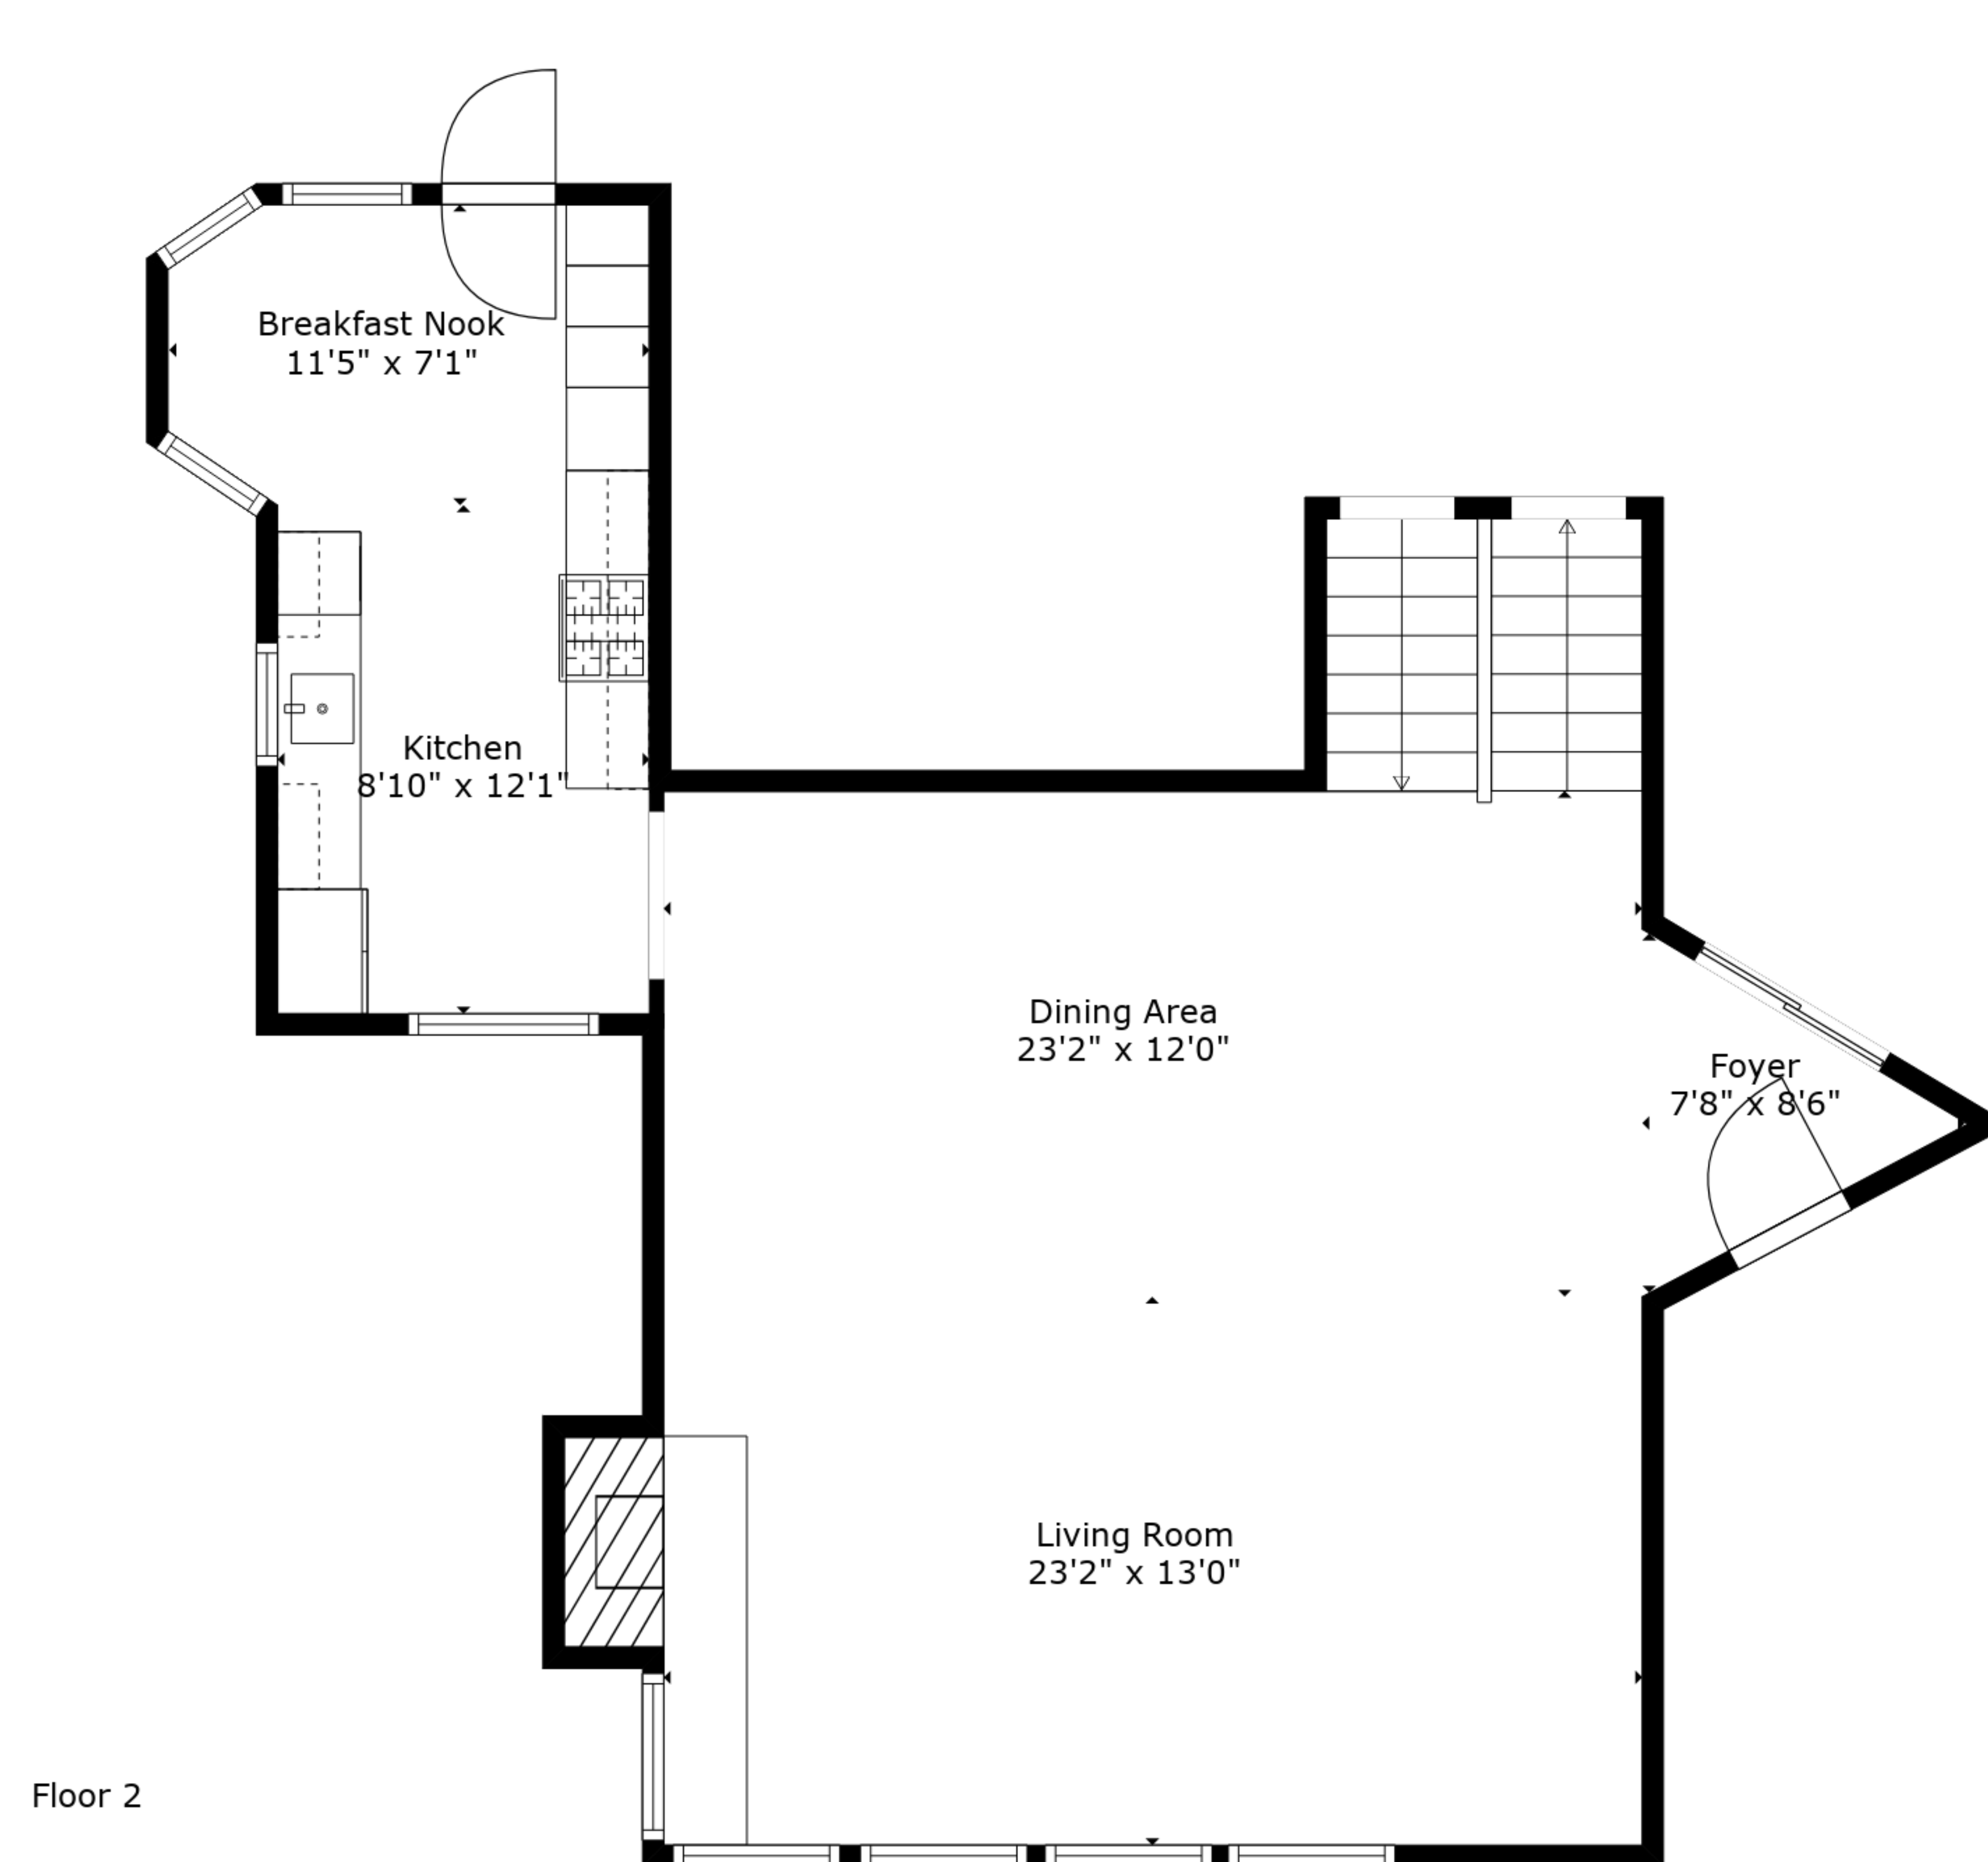 Breakfast Nook
11'5" x 7'1"
Kitchen
8'10" x 12'1"
Dining Area
23'2" x 12'0"
Foyer
7'8" x 8'6"
Living Room
23'2" x 13'0"
Floor 2